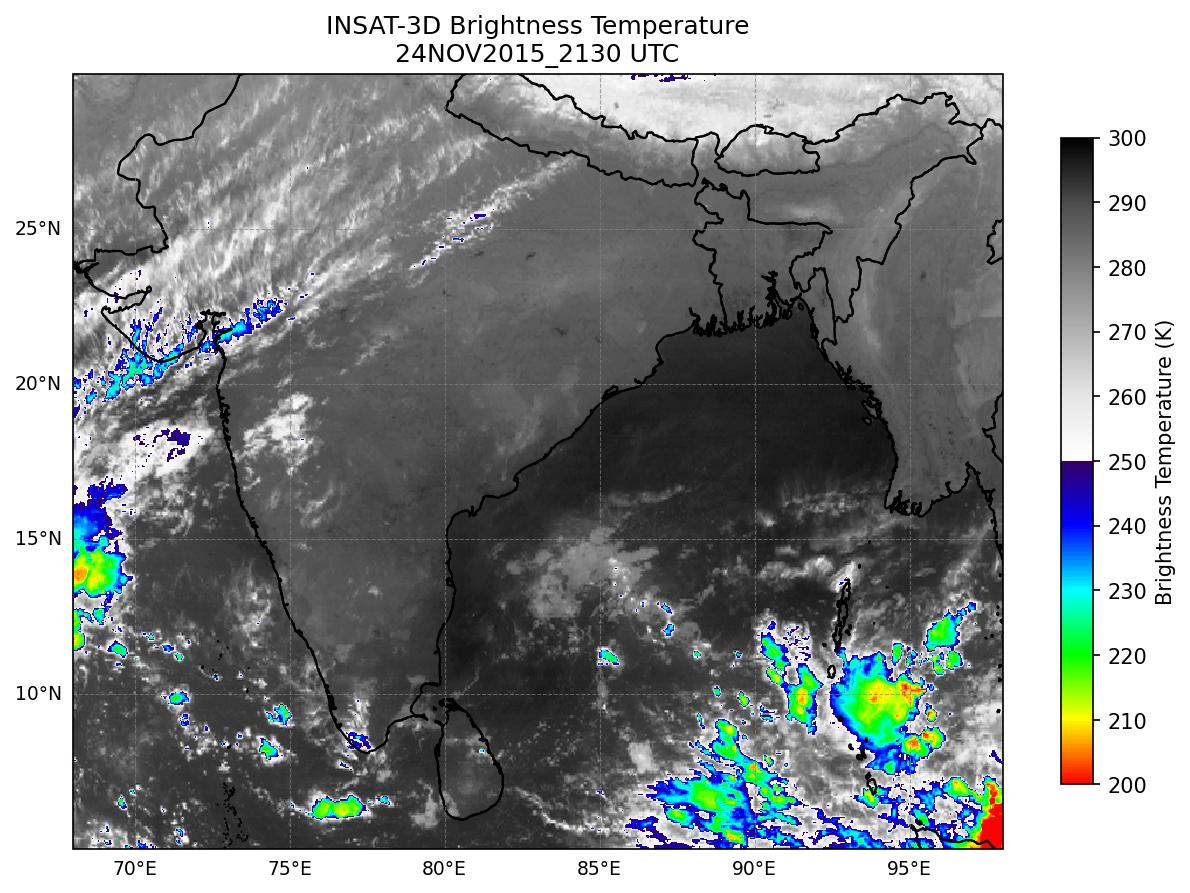 INSAT-3D Brightness Temperature
24NOV2015_2130 UTC
25°N
20°N
15°N
10°N
70°E
75°E
80°E
85°E
90°E
95°E
300
290
280
270
260
250
240
230
220
210
200
Brightness Temperature (K)